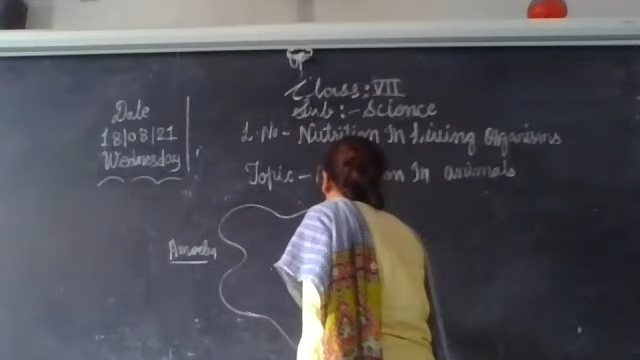 Date
18/08/21
Wednesday
Class: VII
Sub :- Science
L.No - Nutrition In Living Organisms
Topic - In animals
Amoeba